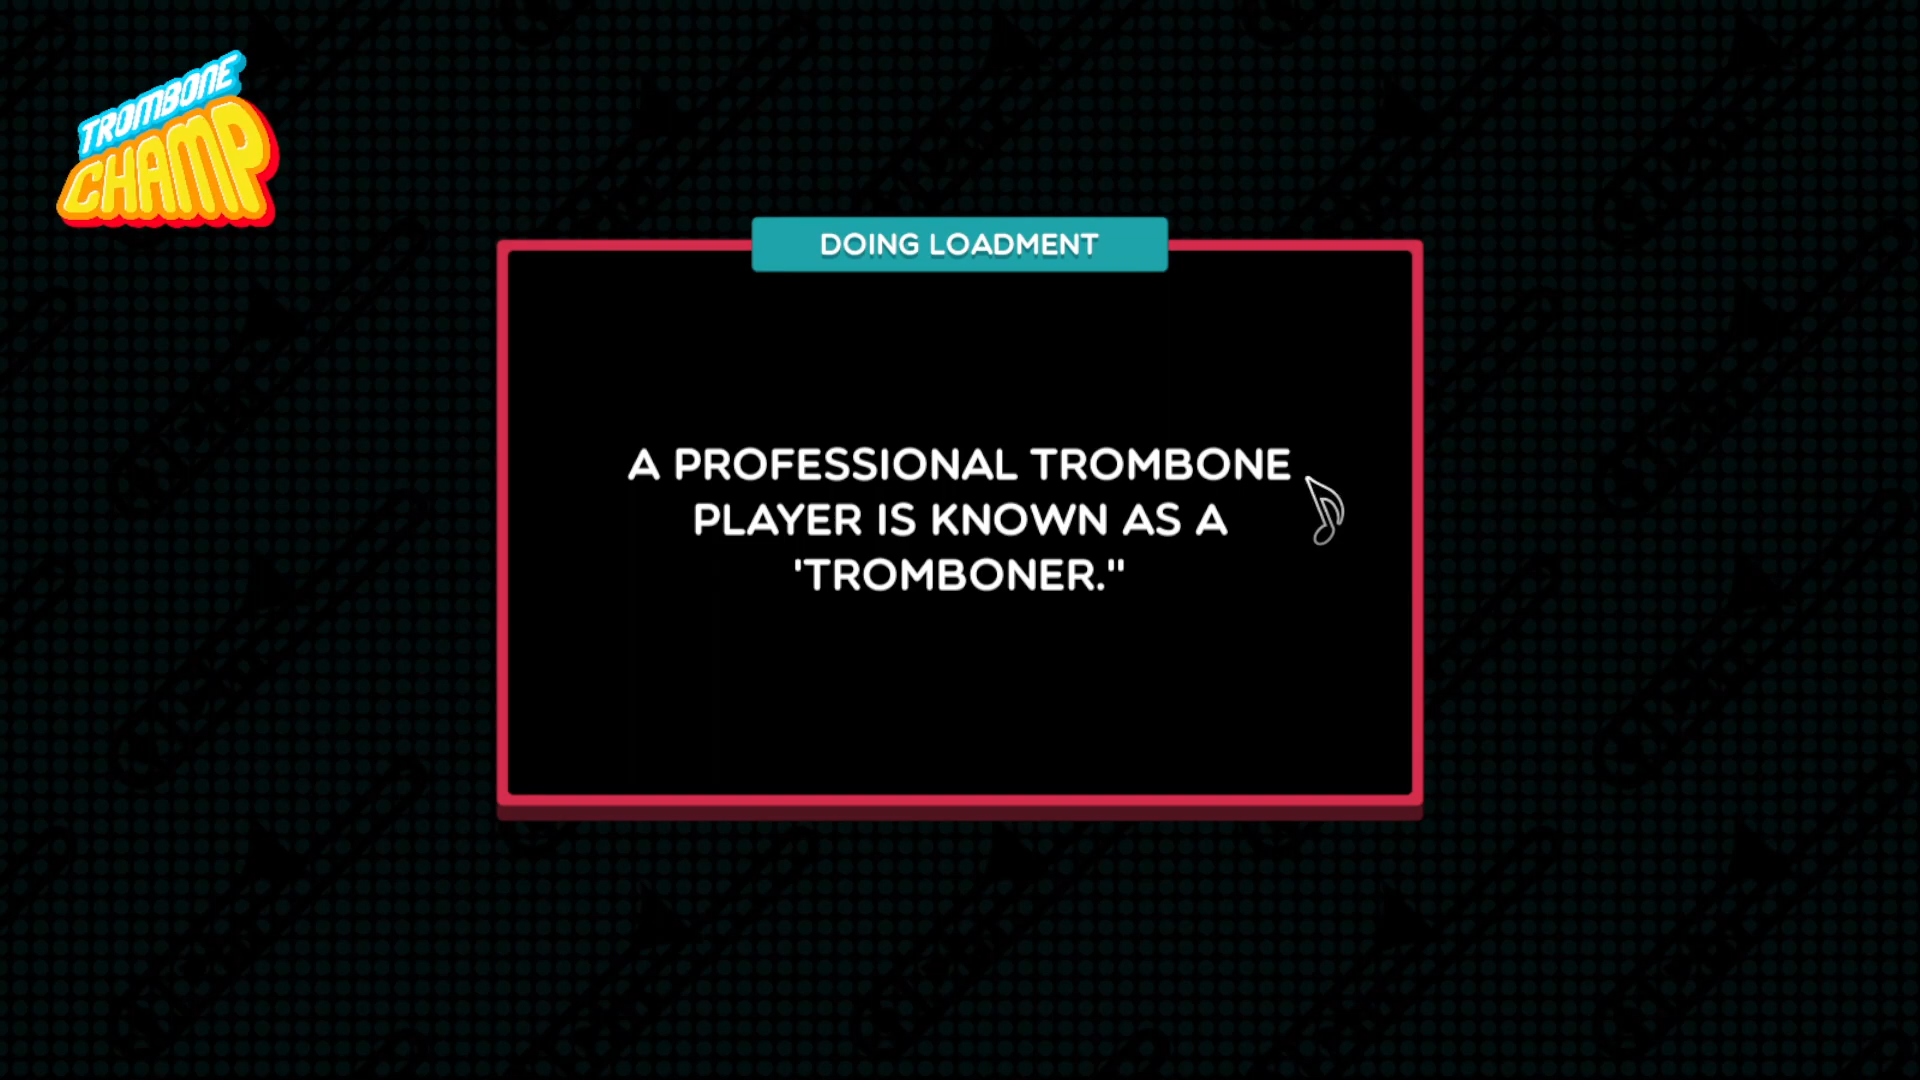 TROMBONE
CHAMP
DOING LOADMENT
A PROFESSIONAL TROMBONE
PLAYER IS KNOWN AS A
'TROMBONER."